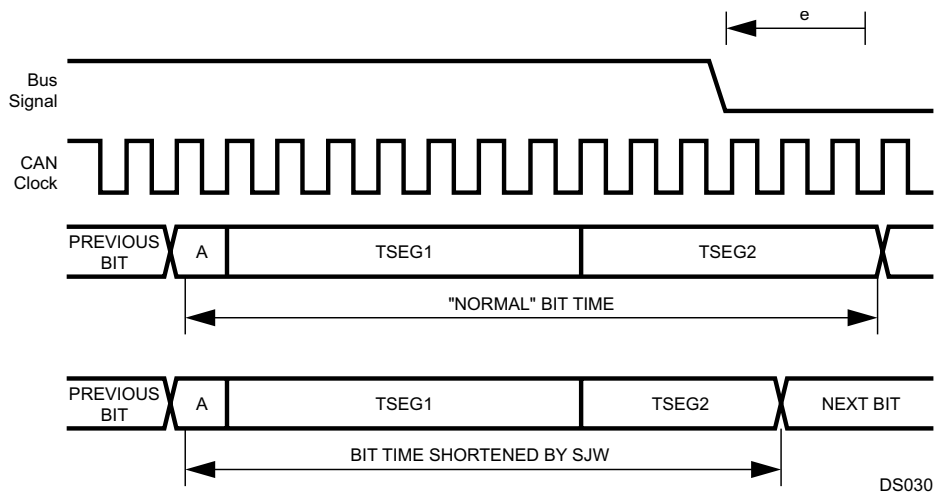 e
Bus
Signal
CAN
Clock
PREVIOUS
BIT
A
TSEG1
TSEG2
"NORMAL" BIT TIME
PREVIOUS
BIT
A
TSEG1
TSEG2
NEXT BIT
BIT TIME SHORTENED BY SJW
DS030